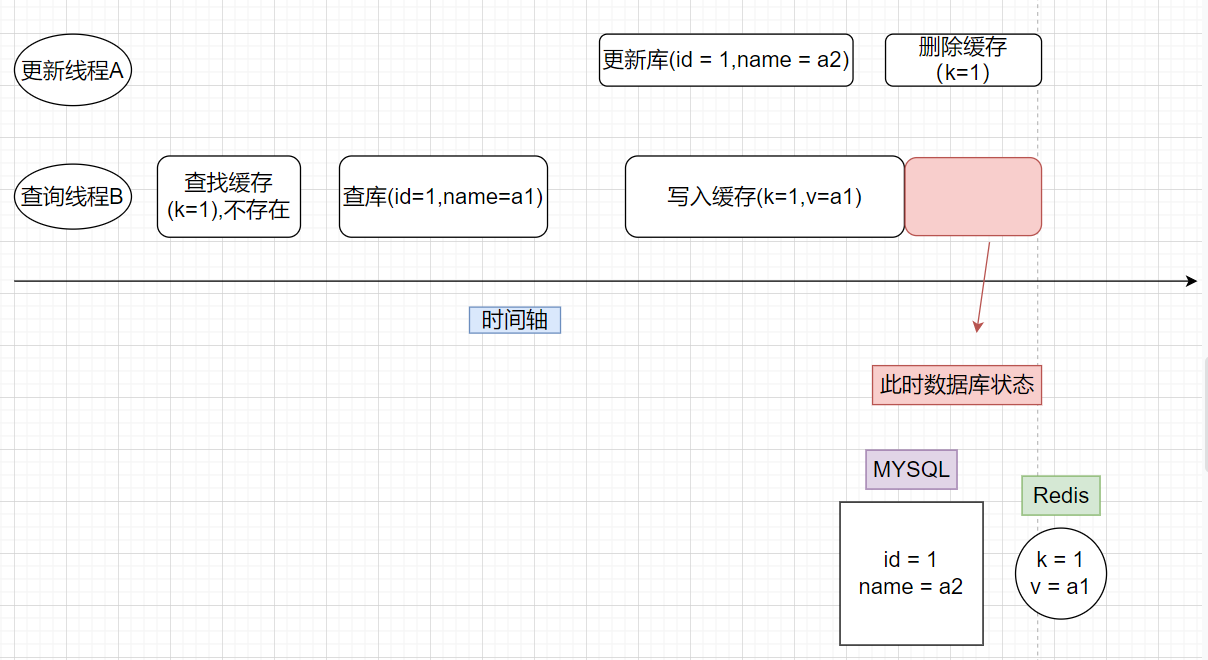 更新线程A
更新库(id = 1,name = a2)
删除缓存
(k=1)
查询线程B
查找缓存
(k=1),不存在
查库(id=1,name=a1)
写入缓存(k=1,v=a1)
时间轴
此时数据库状态
MYSQL
Redis
id = 1
name = a2
k = 1
v = a1